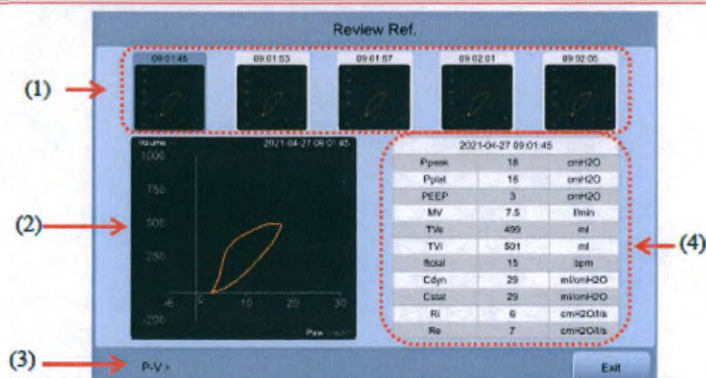 Review Ref.
09:01:45 09:01:53 09:01:57 09:02:01 09:02:05
(1)
Volume 2021-04-27 09:01:45
1000
750
500
250
-6 0 10 20 30
-200
Paw
(2)
2021-04-27 09:01:45
Ppeak 18 cmH2O
Pplat 18 cmH2O
PEEP 3 cmH2O
MV 7.5 l/min
TVe 499 ml
TVi 501 ml
ftotal 15 bpm
Cdyn 29 ml/cmH2O
Cstat 29 ml/cmH2O
Ri 6 cmH2O/l/s
Re 7 cmH2O/l/s
(4)
(3)
P-V >
Exit